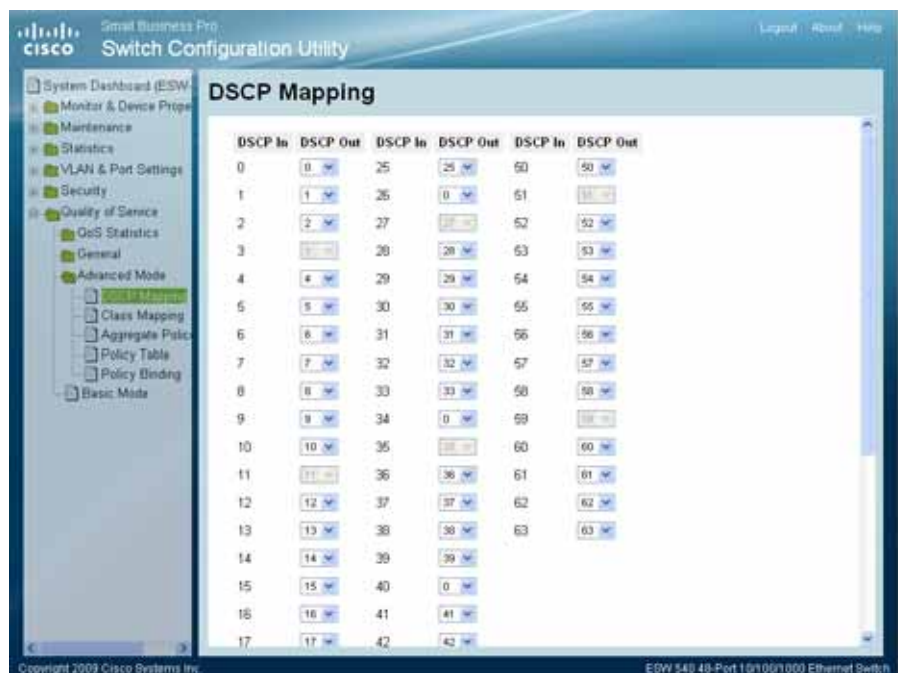 Small Business Pro
CISCO Switch Configuration Utility
Logout About Help
System Dashboard (ESW-
Monitor & Device Prope
Maintenance
Statistics
VLAN & Port Settings
Security
Quality of Service
QoS Statistics
General
Advanced Mode
DSCP Mapping
Class Mapping
Aggregate Police
Policy Table
Policy Binding
Basic Mode
DSCP Mapping
DSCP In DSCP Out DSCP In DSCP Out DSCP In DSCP Out
0 0 25 25 50 50
1 1 26 0 51
2 2 27 28 52 52
3 28 28 53 53
4 4 29 29 54 54
5 5 30 30 55 55
6 6 31 31 56 56
7 7 32 32 57 57
8 8 33 33 58 58
9 9 34 0 59
10 10 35 60 60
11 11 36 36 61 61
12 12 37 37 62 62
13 13 38 38 63 63
14 14 39 39
15 15 40 0
16 16 41 41
17 17 42 42
Copyright 2009 Cisco Systems Inc.
ESW 540 48-Port 10/100/1000 Ethernet Switch